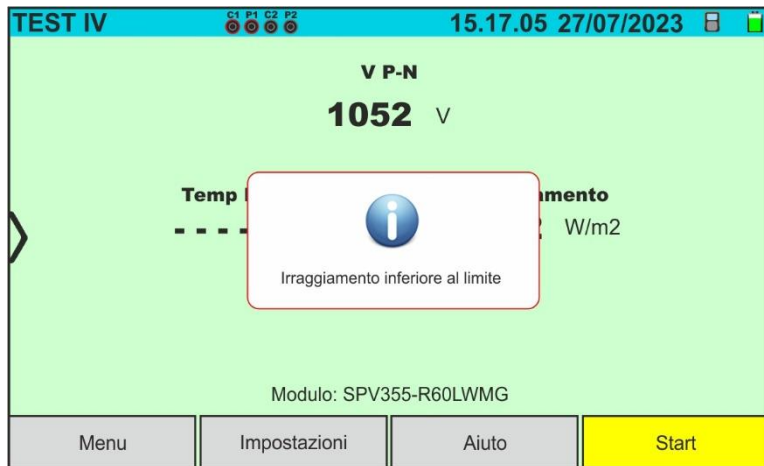 TEST IV C1 P1 C2 P2 15.17.05 27/07/2023
V P-N
1052 V
Temp
- - - - W/m2
Irraggiamento inferiore al limite
Modulo: SPV355-R60LWMG
Menu Impostazioni Aiuto Start